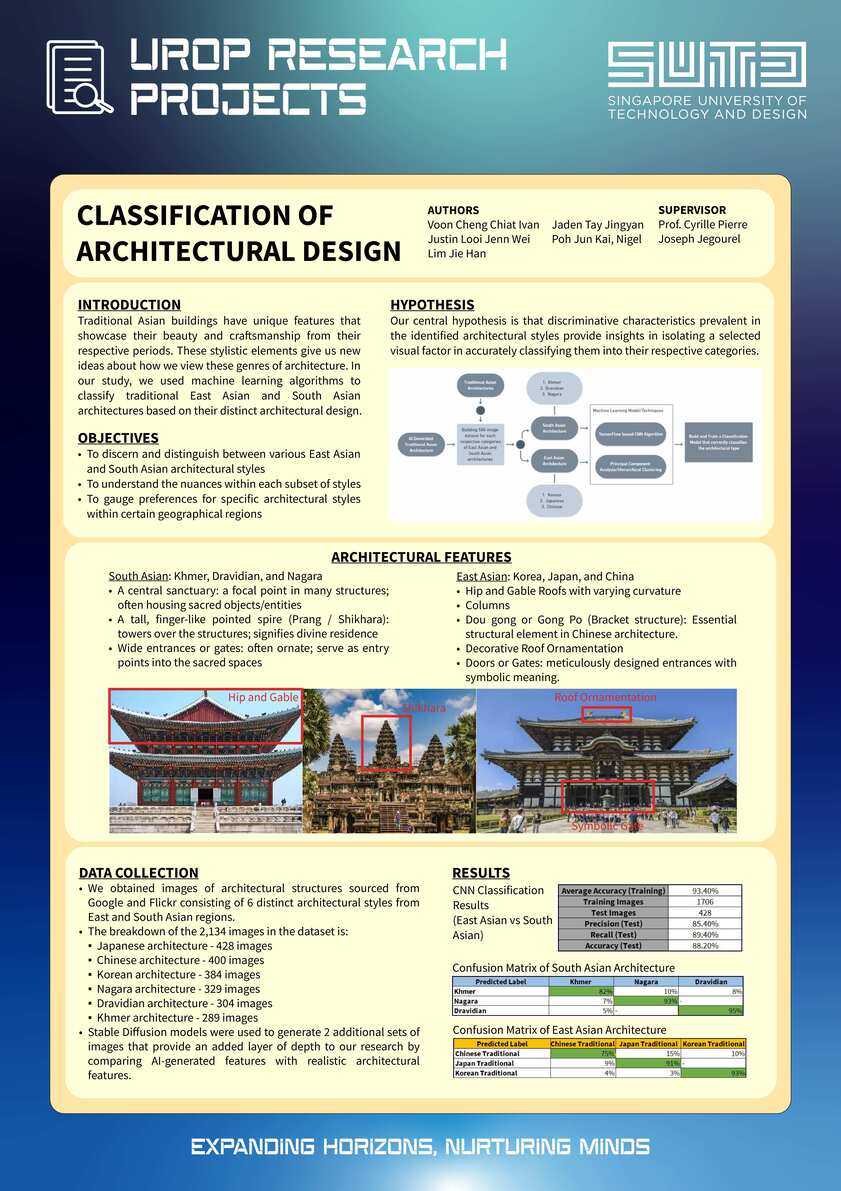 UROP RESEARCH
PROJECTS
SINGAPORE UNIVERSITY OF
TECHNOLOGY AND DESIGN
CLASSIFICATION OF
ARCHITECTURAL DESIGN
AUTHORS
Voon Cheng Chiat Ivan
Justin Looi Jenn Wei
Lim Jie Han
Jaden Tay Jingyan
Poh Jun Kai, Nigel
SUPERVISOR
Prof. Cyrille Pierre
Joseph Jegourel
INTRODUCTION
Traditional Asian buildings have unique features that
showcase their beauty and craftsmanship from their
respective periods. These stylistic elements give us new
ideas about how we view these genres of architecture. In
our study, we used machine learning algorithms to
classify traditional East Asian and South Asian
architectures based on their distinct architectural design.
OBJECTIVES
• To discern and distinguish between various East Asian
and South Asian architectural styles
• To understand the nuances within each subset of styles
• To gauge preferences for specific architectural styles
within certain geographical regions
HYPOTHESIS
Our central hypothesis is that discriminative characteristics prevalent in
the identified architectural styles provide insights in isolating a selected
visual factor in accurately classifying them into their respective categories.
Traditional Asian
Architectures
AI Generated
Traditional Asian
Architecture
Building 500 image
dataset for each
respective categories
of East Asian and
South Asian
architectures
1. Khmer
2. Dravidian
3. Nagara
South Asian
Architecture
East Asian
Architecture
1. Korean
2. Japanese
3. Chinese
Machine Learning Model/Techniques
TensorFlow based CNN Algorithm
Principal Component
Analysis/Hierarchical Clustering
Build and Train a Classification
Model that correctly classifies
the architectural type
ARCHITECTURAL FEATURES
South Asian: Khmer, Dravidian, and Nagara
• A central sanctuary: a focal point in many structures;
often housing sacred objects/entities
• A tall, finger-like pointed spire (Prang / Shikhara):
towers over the structures; signifies divine residence
• Wide entrances or gates: often ornate; serve as entry
points into the sacred spaces
East Asian: Korea, Japan, and China
• Hip and Gable Roofs with varying curvature
• Columns
• Dou gong or Gong Po (Bracket structure): Essential
structural element in Chinese architecture.
• Decorative Roof Ornamentation
• Doors or Gates: meticulously designed entrances with
symbolic meaning.
Hip and Gable
Shikhara
Roof Ornamentation
Symbolic Gate
DATA COLLECTION
• We obtained images of architectural structures sourced from
Google and Flickr consisting of 6 distinct architectural styles from
East and South Asian regions.
• The breakdown of the 2,134 images in the dataset is:
• Japanese architecture - 428 images
• Chinese architecture - 400 images
• Korean architecture - 384 images
• Nagara architecture - 329 images
• Dravidian architecture - 304 images
• Khmer architecture - 289 images
• Stable Diffusion models were used to generate 2 additional sets of
images that provide an added layer of depth to our research by
comparing AI-generated features with realistic architectural
features.
RESULTS
CNN Classification
Results
(East Asian vs South
Asian)
Average Accuracy (Training) 93.40%
Training Images 1706
Test Images 428
Precision (Test) 85.40%
Recall (Test) 89.40%
Accuracy (Test) 88.20%
Confusion Matrix of South Asian Architecture
Predicted Label Khmer Nagara Dravidian
Khmer 82% 10% 8%
Nagara 7% 93% -
Dravidian 5% - 95%
Confusion Matrix of East Asian Architecture
Predicted Label Chinese Traditional Japan Traditional Korean Traditional
Chinese Traditional 75% 15% 10%
Japan Traditional 9% 91% -
Korean Traditional 4% 3% 93%
EXPANDING HORIZONS, NURTURING MINDS